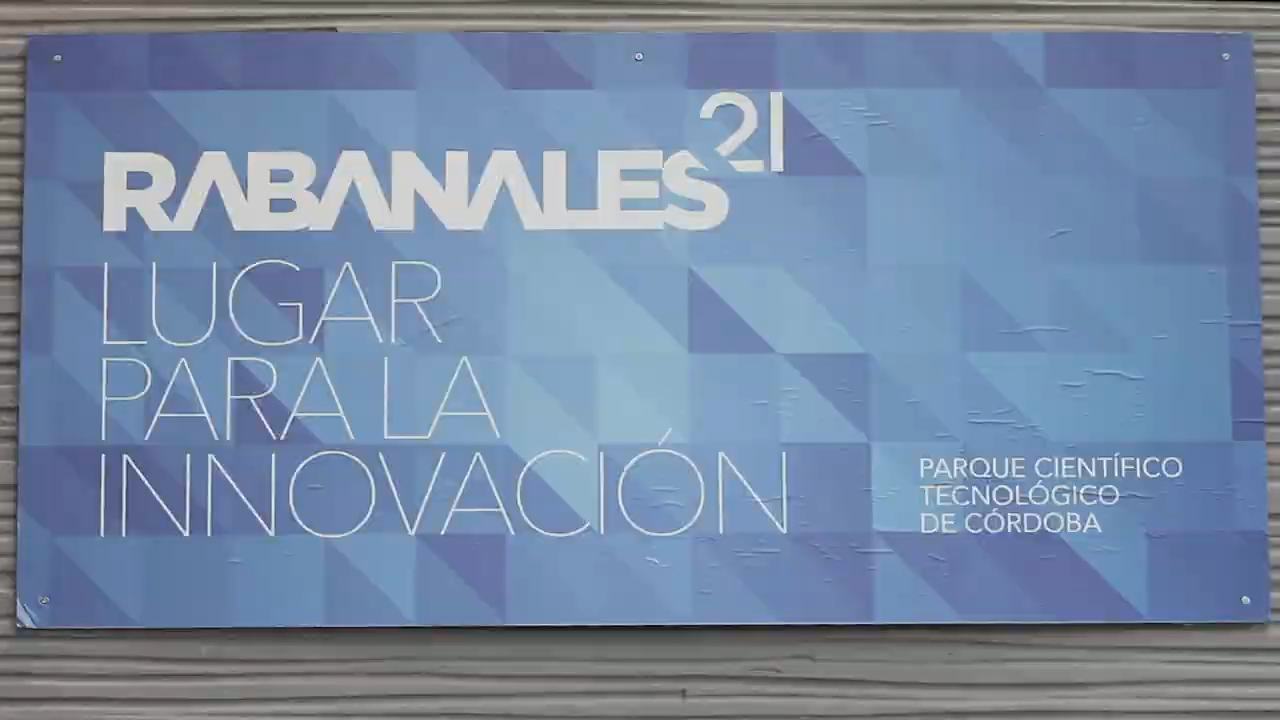 RABANALES21
LUGAR
PARA LA
INNOVACIÓN
PARQUE CIENTÍFICO
TECNOLÓGICO
DE CÓRDOBA